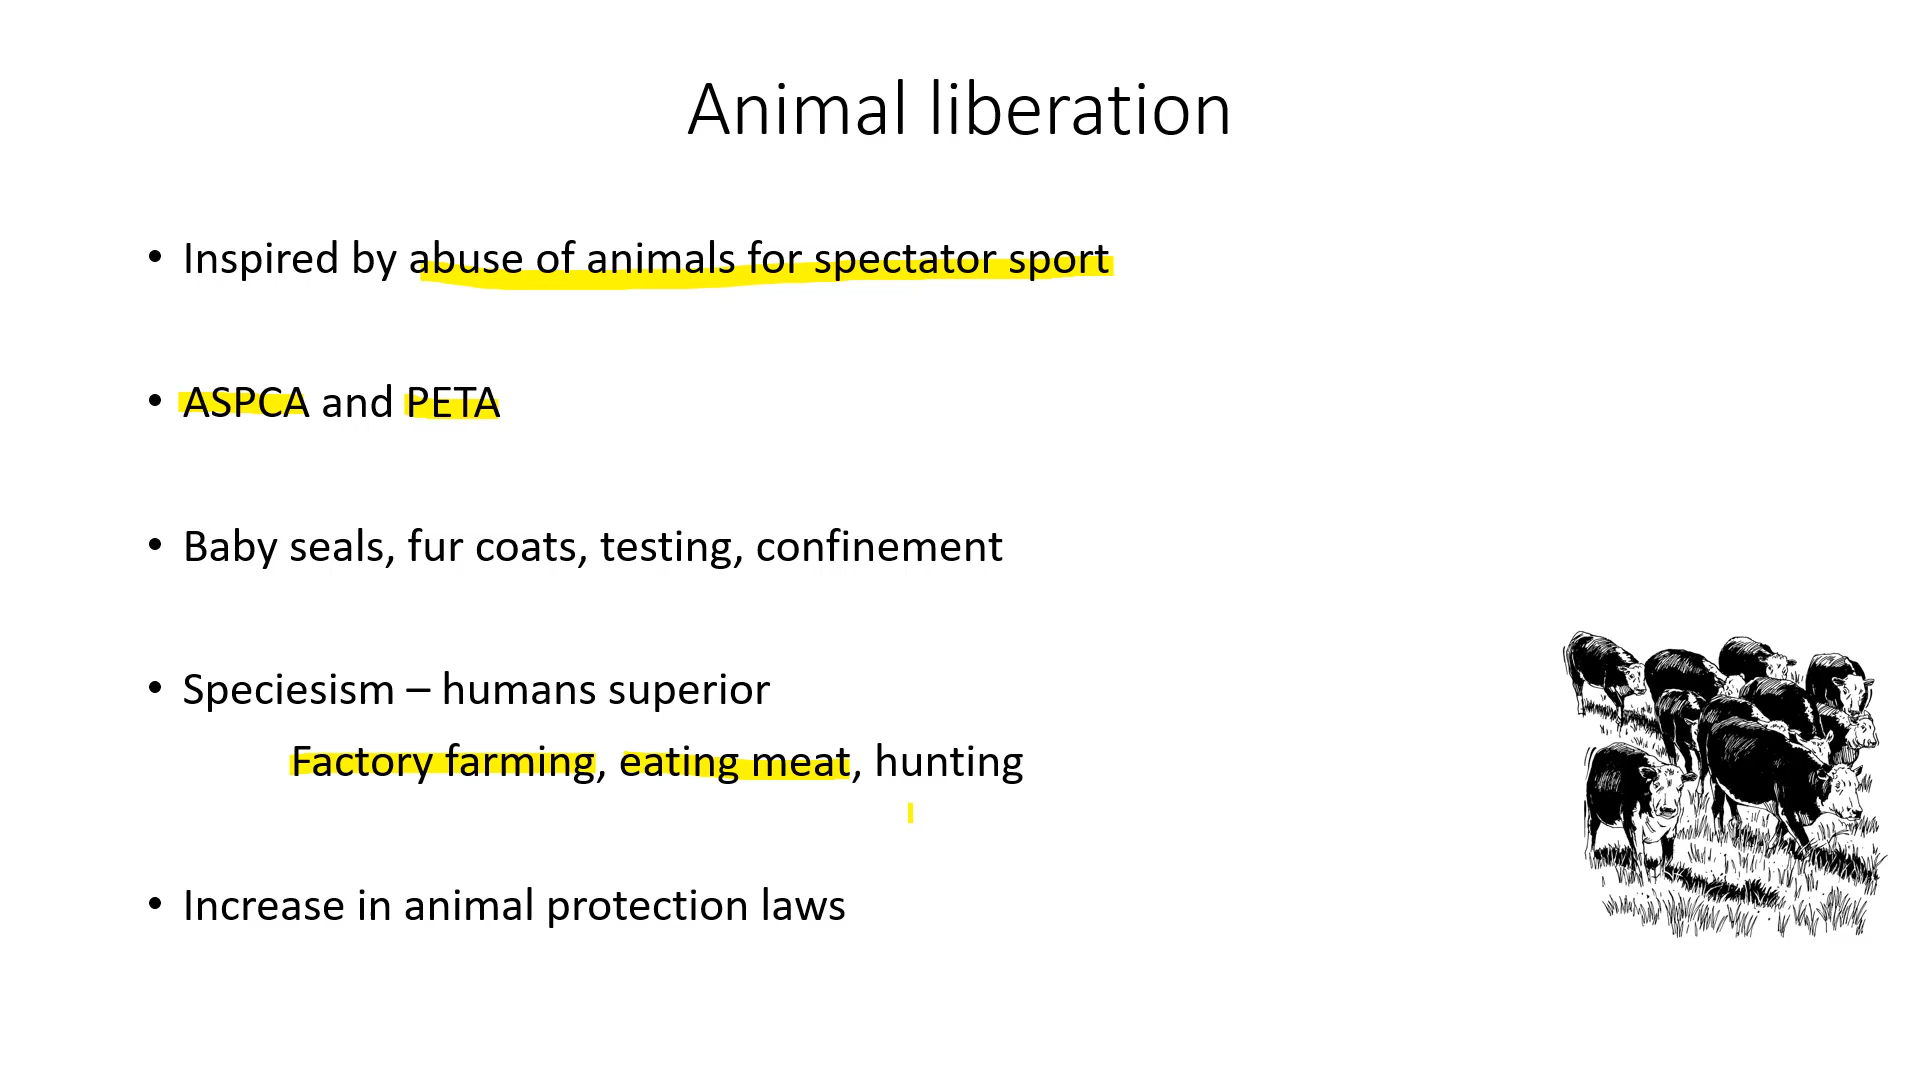 Animal liberation
• Inspired by abuse of animals for spectator sport
• ASPCA and PETA
• Baby seals, fur coats, testing, confinement
• Speciesism – humans superior
Factory farming, eating meat, hunting
• Increase in animal protection laws